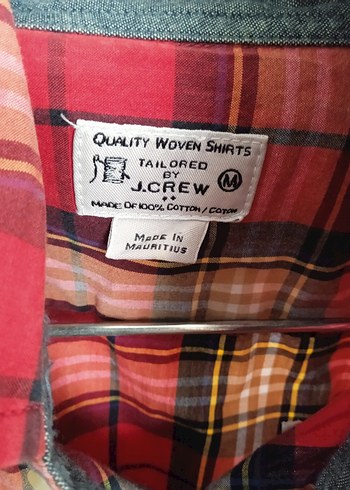 QUALITY WOVEN SHIRTS
TAILORED
BY
J.CREW
M
MADE OF 100% COTTON/COTON
MADE IN
MAURITIUS